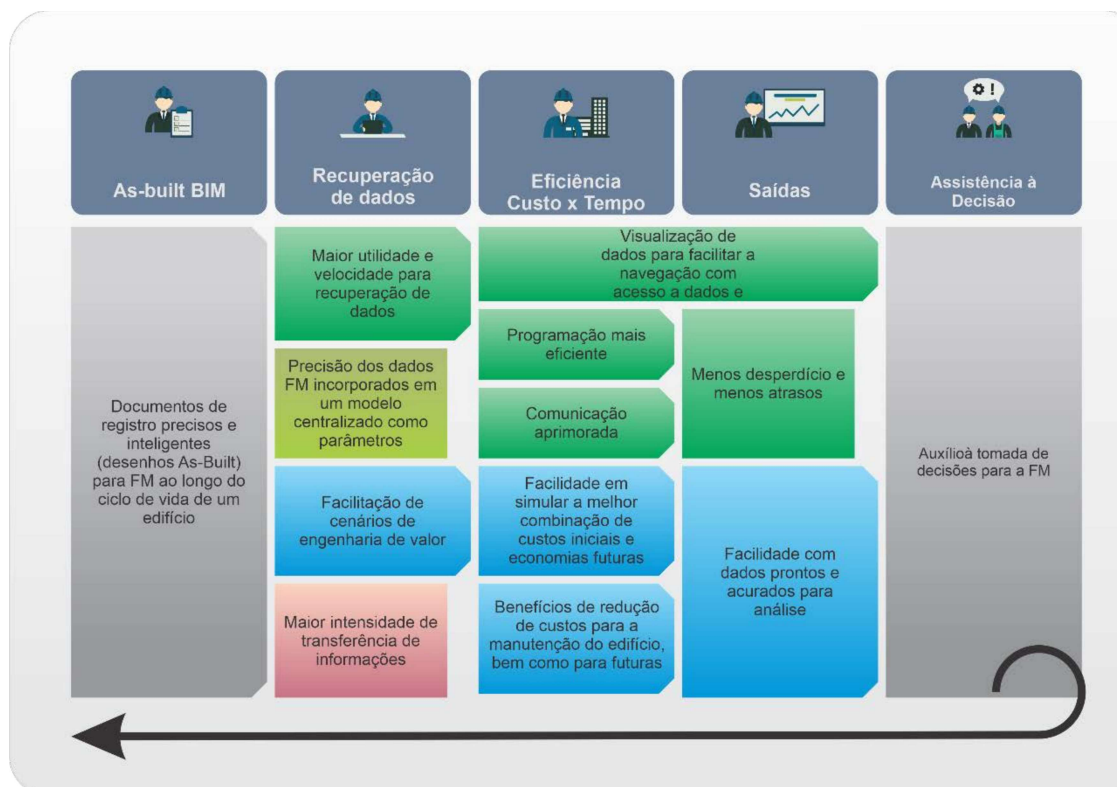 As-built BIM
Recuperação
de dados
Eficiência
Custo x Tempo
Saídas
Assistência à
Decisão
Documentos de
registro precisos e
inteligentes
(desenhos As-Built)
para FM ao longo do
ciclo de vida de um
edifício
Maior utilidade e
velocidade para
recuperação de
dados
Precisão dos dados
FM incorporados em
um modelo
centralizado como
parâmetros
Facilitação de
cenários de
engenharia de valor
Maior intensidade de
transferência de
informações
Visualização de
dados para facilitar a
navegação com
acesso a dados e
Programação mais
eficiente
Comunicação
aprimorada
Facilidade em
simular a melhor
combinação de
custos iniciais e
economias futuras
Benefícios de redução
de custos para a
manutenção do edifício,
bem como para futuras
Menos desperdício e
menos atrasos
Facilidade com
dados prontos e
acurados para
análise
Auxílioà tomada de
decisões para a FM